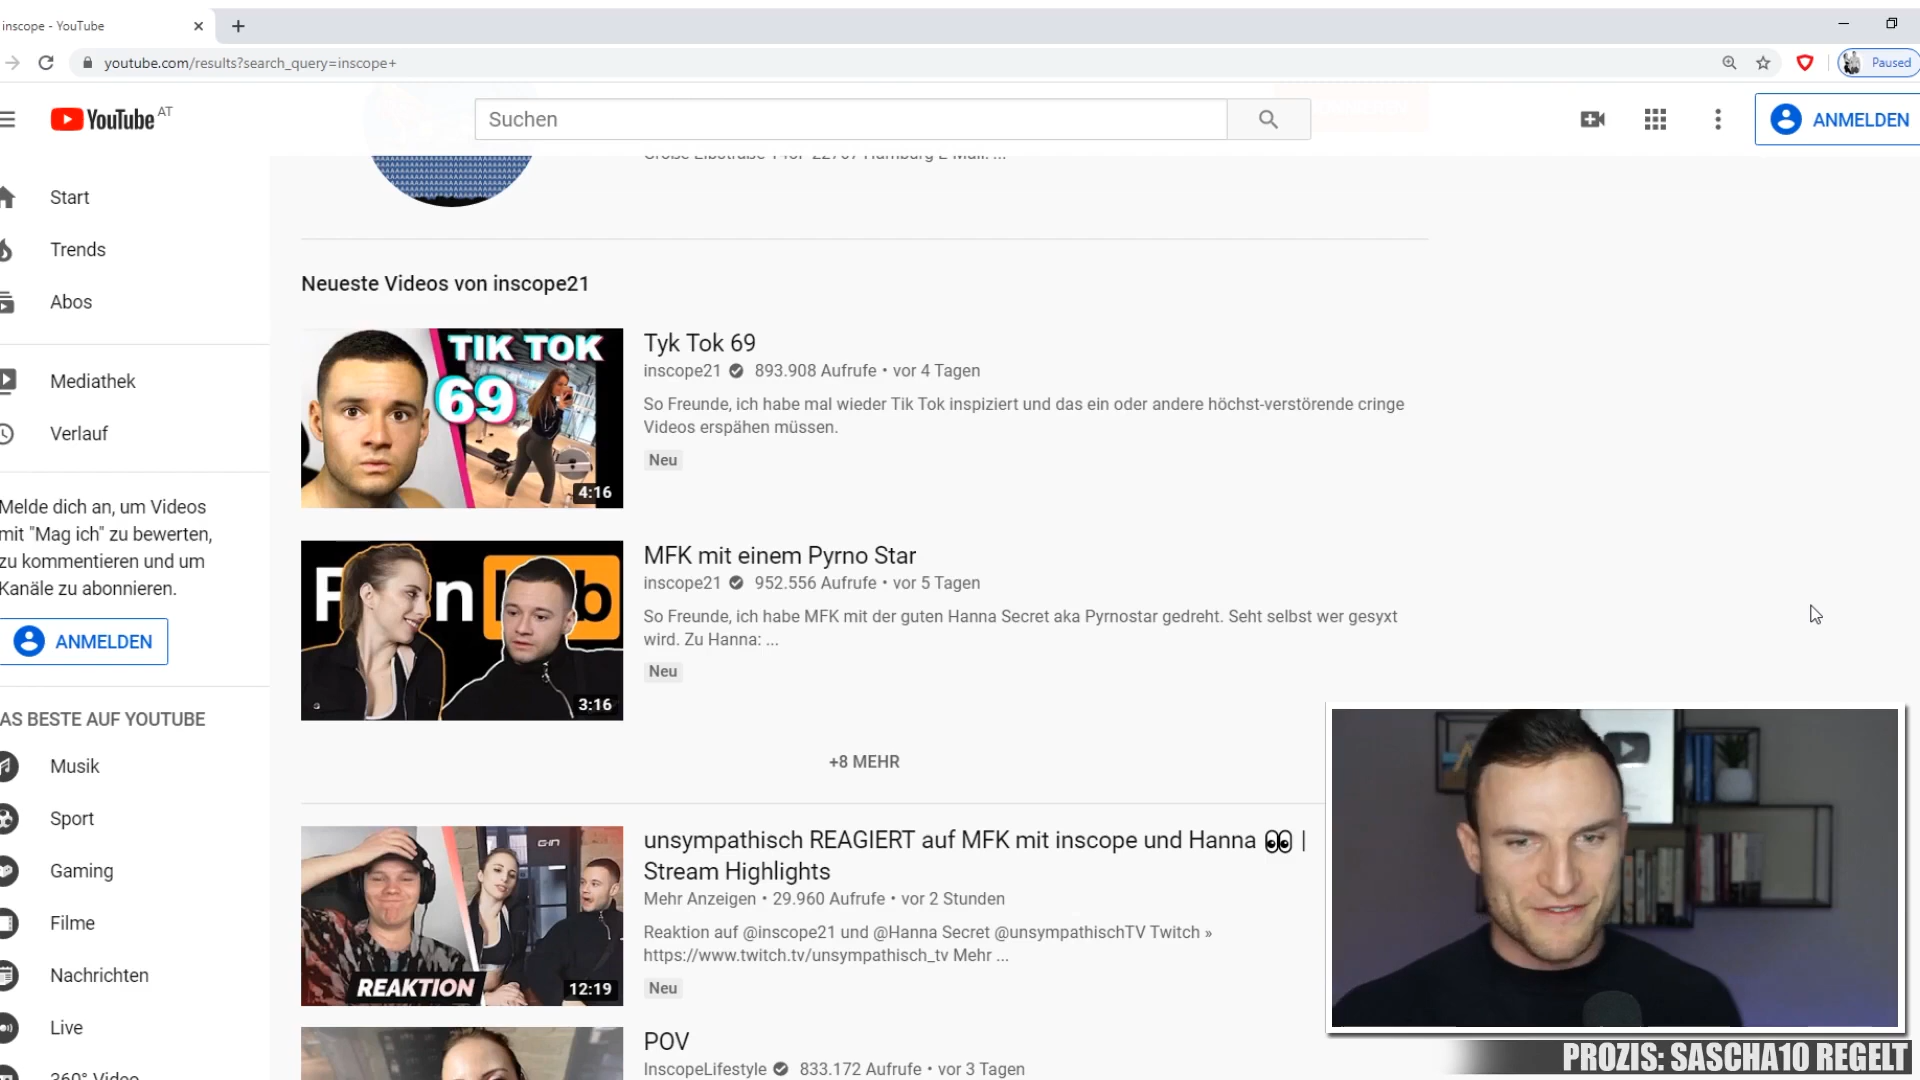 inscope - YouTube
youtube.com/results?search_query=inscope+
Paused
YouTube AT
Suchen
ANMELDEN
Start
Trends
Abos
Mediathek
Verlauf
Melde dich an, um Videos
mit "Mag ich" zu bewerten,
zu kommentieren und um
Kanäle zu abonnieren.
ANMELDEN
AS BESTE AUF YOUTUBE
Musik
Sport
Gaming
Filme
Nachrichten
Live
360° Video
Neueste Videos von inscope21
TIK TOK
69
4:16
Tyk Tok 69
inscope21 893.908 Aufrufe • vor 4 Tagen
So Freunde, ich habe mal wieder Tik Tok inspiziert und das ein oder andere höchst-verstörende cringe
Videos erspähen müssen.
Neu
3:16
MFK mit einem Pyrno Star
inscope21 952.556 Aufrufe • vor 5 Tagen
So Freunde, ich habe MFK mit der guten Hanna Secret aka Pyrnostar gedreht. Seht selbst wer gesyxt
wird. Zu Hanna: ...
Neu
+8 MEHR
REAKTION
12:19
unsympathisch REAGIERT auf MFK mit inscope und Hanna 👀 |
Stream Highlights
Mehr Anzeigen • 29.960 Aufrufe • vor 2 Stunden
Reaktion auf @inscope21 und @Hanna Secret @unsympathischTV Twitch »
https://www.twitch.tv/unsympathisch_tv Mehr ...
Neu
POV
InscopeLifestyle 833.172 Aufrufe • vor 3 Tagen
PROZIS: SASCHA10 REGELT